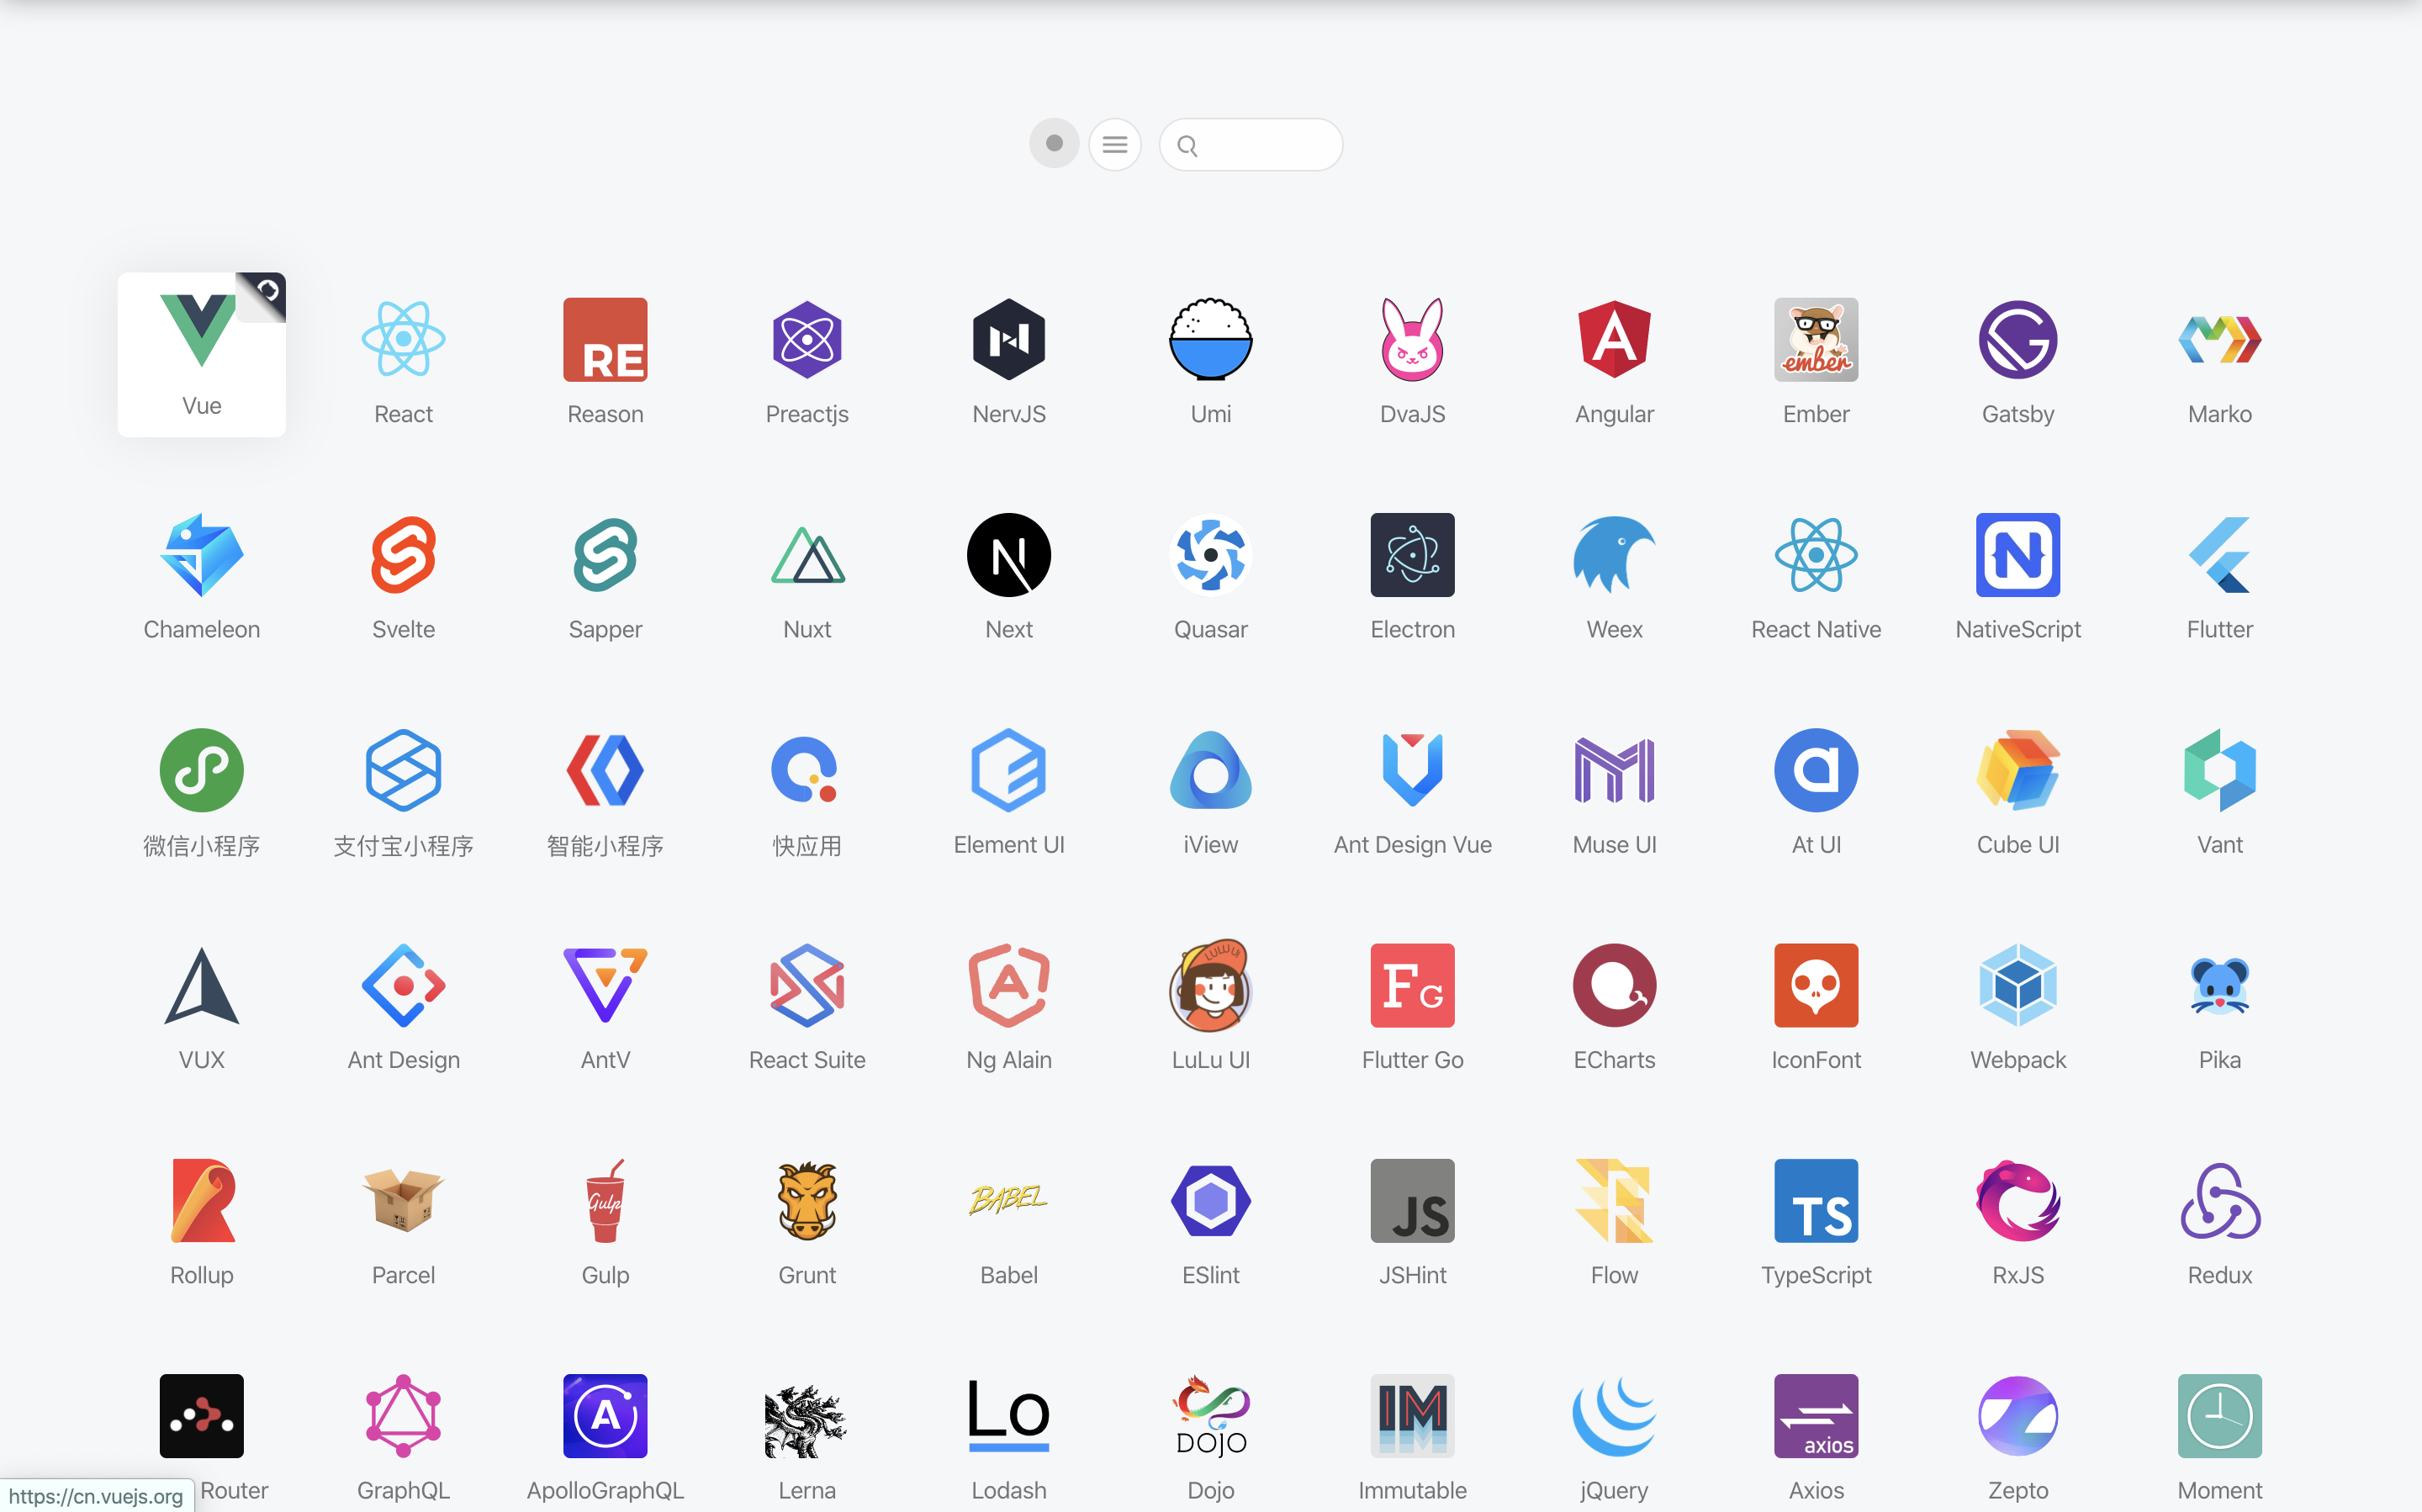 Vue
React
RE
Reason
Preactjs
NervJS
Umi
DvaJS
Angular
ember
Ember
Gatsby
Marko
Chameleon
Svelte
Sapper
Nuxt
Next
Quasar
Electron
Weex
React Native
NativeScript
Flutter
微信小程序
支付宝小程序
智能小程序
快应用
Element UI
iView
Ant Design Vue
Muse UI
At UI
Cube UI
Vant
VUX
Ant Design
AntV
React Suite
Ng Alain
LULU UI
LuLu UI
FG
Flutter Go
ECharts
IconFont
Webpack
Pika
Rollup
Parcel
Gulp
Gulp
Grunt
BABEL
Babel
ESlint
JS
JSHint
Flow
TS
TypeScript
RxJS
Redux
Router
GraphQL
A
ApolloGraphQL
Lerna
Lo
Lodash
DOJO
Dojo
IM
Immutable
jQuery
axios
Axios
Zepto
Moment
https://cn.vuejs.org